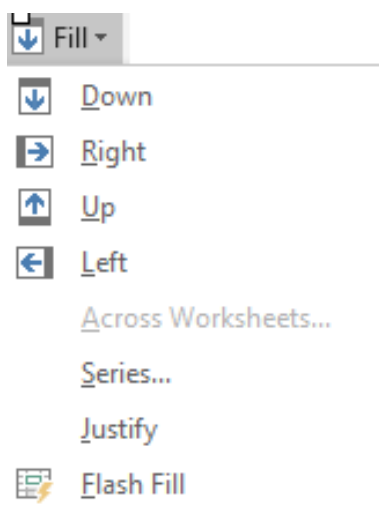 Fill
Down
Right
Up
Left
Across Worksheets...
Series...
Justify
Flash Fill